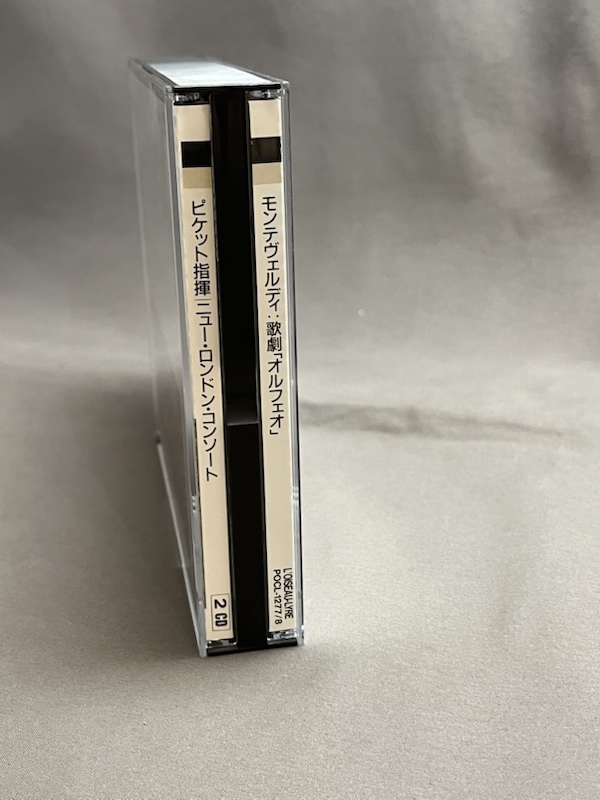 モンテヴェルディ:歌劇「オルフェオ」
L'OISEAU-LYRE
POCL-1277/8
ピケット指揮 ニュー・ロンドン・コンソート
2 CD